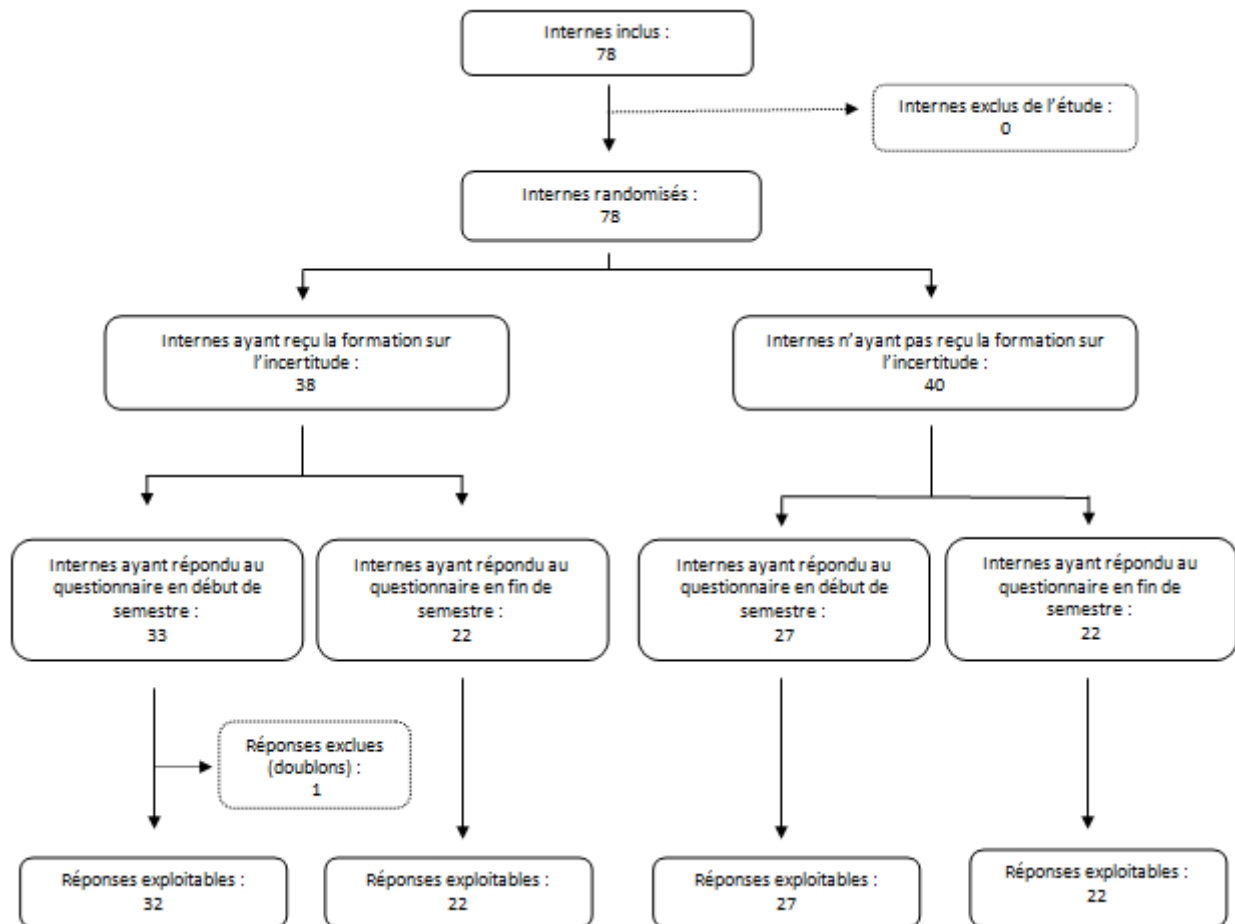 Internes inclus :
78
Internes exclus de l'étude :
0
Internes randomisés :
78
Internes ayant reçu la formation sur
l'incertitude :
38
Internes n'ayant pas reçu la formation sur
l'incertitude :
40
Internes ayant répondu au
questionnaire en début de
semestre :
33
Internes ayant répondu au
questionnaire en fin de
semestre :
22
Internes ayant répondu au
questionnaire en début de
semestre :
27
Internes ayant répondu au
questionnaire en fin de
semestre :
22
Réponses exclues
(doublons) :
1
Réponses exploitables :
32
Réponses exploitables :
22
Réponses exploitables :
27
Réponses exploitables :
22